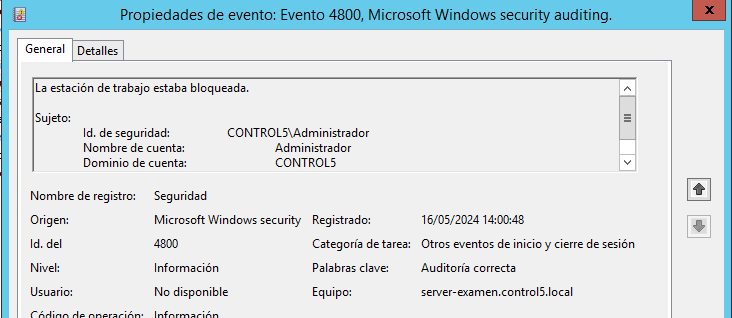 Propiedades de evento: Evento 4800, Microsoft Windows security auditing.
x
General Detalles
La estación de trabajo estaba bloqueada.
Sujeto:
Id. de seguridad: CONTROL5\Administrador
Nombre de cuenta: Administrador
Dominio de cuenta: CONTROL5
Nombre de registro: Seguridad
Origen: Microsoft Windows security Registrado: 16/05/2024 14:00:48
Id. del 4800 Categoría de tarea: Otros eventos de inicio y cierre de sesión
Nivel: Información Palabras clave: Auditoría correcta
Usuario: No disponible Equipo: server-examen.control5.local
Código de operación: Información